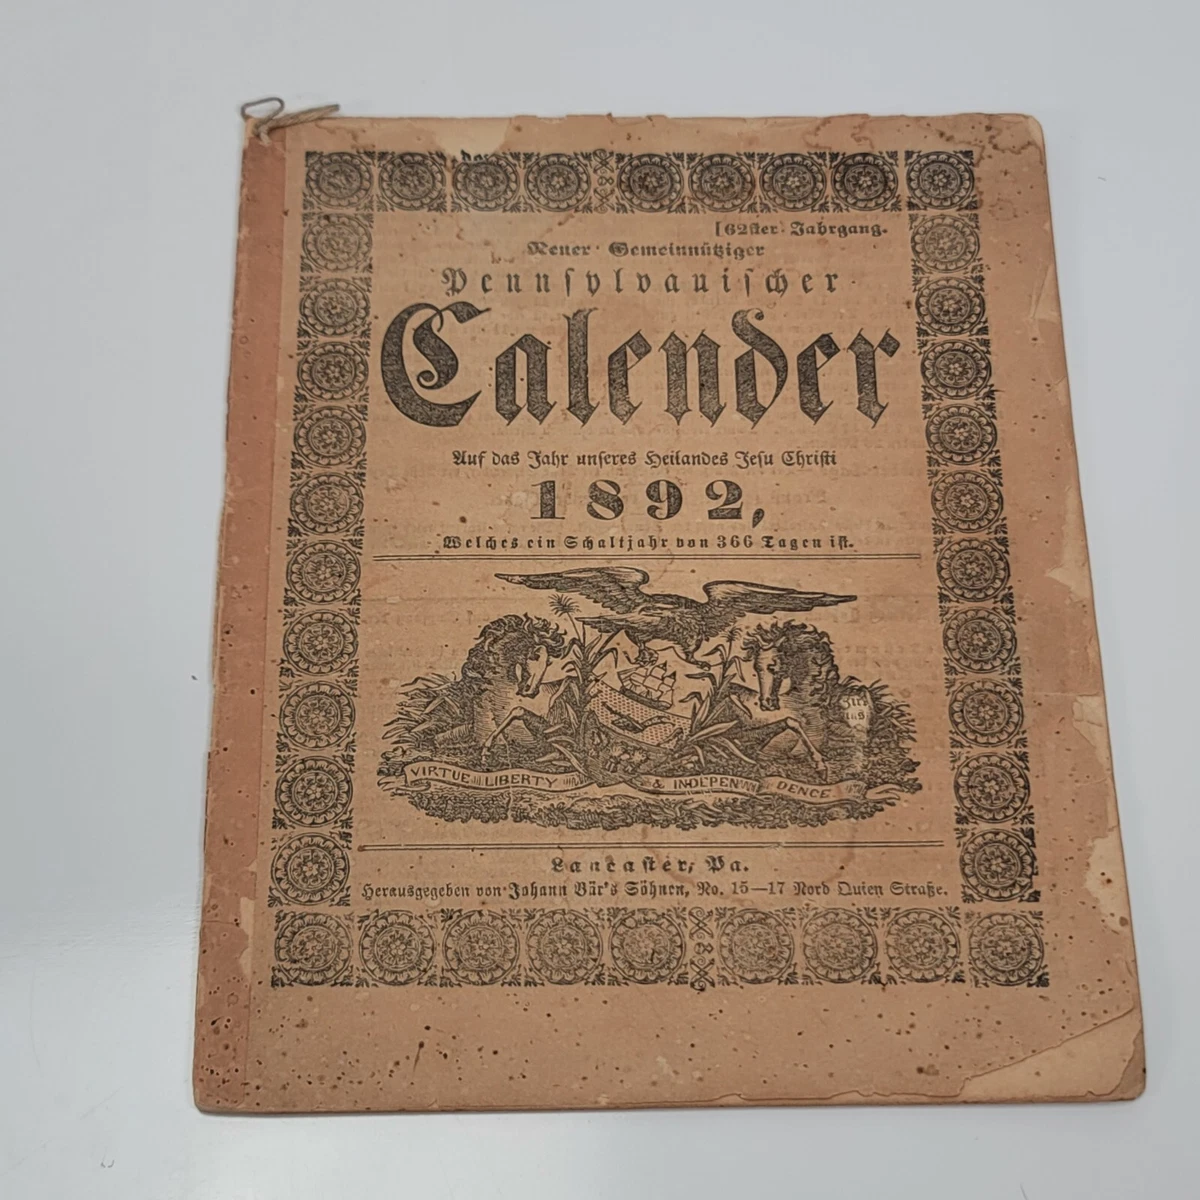 [62ster Jahrgang.
Neuer Gemeinnütziger
Pennsylvanischer
Calender
Auf das Jahr unseres Heilandes Jesu Christi
1892,
Welches ein Schaltjahr von 366 Tagen ist.
VIRTUE LIBERTY & INDEPENDENCE
Lancaster, Pa.
Herausgegeben von Johann Bär's Söhnen, No. 15—17 Nord Quien Straße.